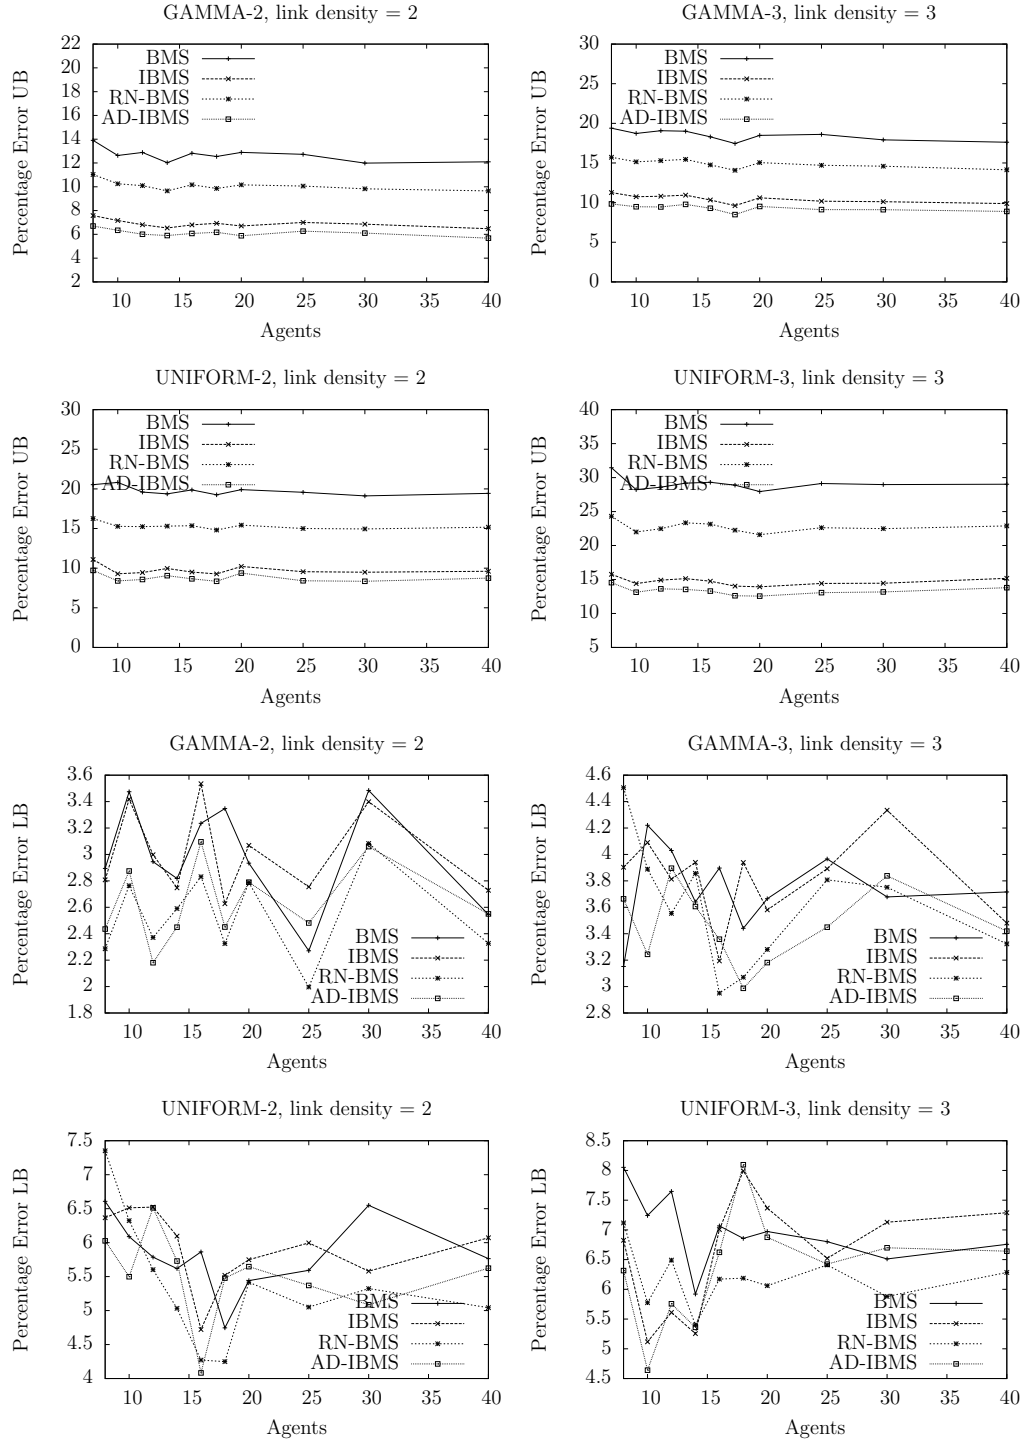 GAMMA-2, link density = 2
Percentage Error UB
22
20
18
16
14
12
10
8
6
4
2
BMS
IBMS
RN-BMS
AD-IBMS
10 15 20 25 30 35 40
Agents
GAMMA-3, link density = 3
Percentage Error UB
30
25
20
15
10
5
0
BMS
IBMS
RN-BMS
AD-IBMS
10 15 20 25 30 35 40
Agents
UNIFORM-2, link density = 2
Percentage Error UB
30
25
20
15
10
5
0
BMS
IBMS
RN-BMS
AD-IBMS
10 15 20 25 30 35 40
Agents
UNIFORM-3, link density = 3
Percentage Error UB
40
35
30
25
20
15
10
5
BMS
IBMS
RN-BMS
AD-IBMS
10 15 20 25 30 35 40
Agents
GAMMA-2, link density = 2
Percentage Error LB
3.6
3.4
3.2
3
2.8
2.6
2.4
2.2
2
1.8
BMS
IBMS
RN-BMS
AD-IBMS
10 15 20 25 30 35 40
Agents
GAMMA-3, link density = 3
Percentage Error LB
4.6
4.4
4.2
4
3.8
3.6
3.4
3.2
3
2.8
BMS
IBMS
RN-BMS
AD-IBMS
10 15 20 25 30 35 40
Agents
UNIFORM-2, link density = 2
Percentage Error LB
7.5
7
6.5
6
5.5
5
4.5
4
BMS
IBMS
RN-BMS
AD-IBMS
10 15 20 25 30 35 40
Agents
UNIFORM-3, link density = 3
Percentage Error LB
8.5
8
7.5
7
6.5
6
5.5
5
4.5
BMS
IBMS
RN-BMS
AD-IBMS
10 15 20 25 30 35 40
Agents